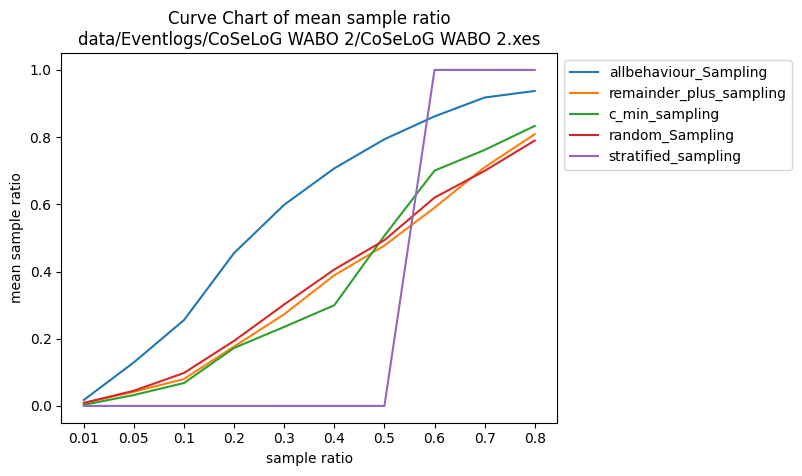 Curve Chart of mean sample ratio
data/Eventlogs/CoSeLoG WABO 2/CoSeLoG WABO 2.xes
mean sample ratio
1.0
0.8
0.6
0.4
0.2
0.0
0.01 0.05 0.1 0.2 0.3 0.4 0.5 0.6 0.7 0.8
sample ratio
allbehaviour_Sampling
remainder_plus_sampling
c_min_sampling
random_Sampling
stratified_sampling